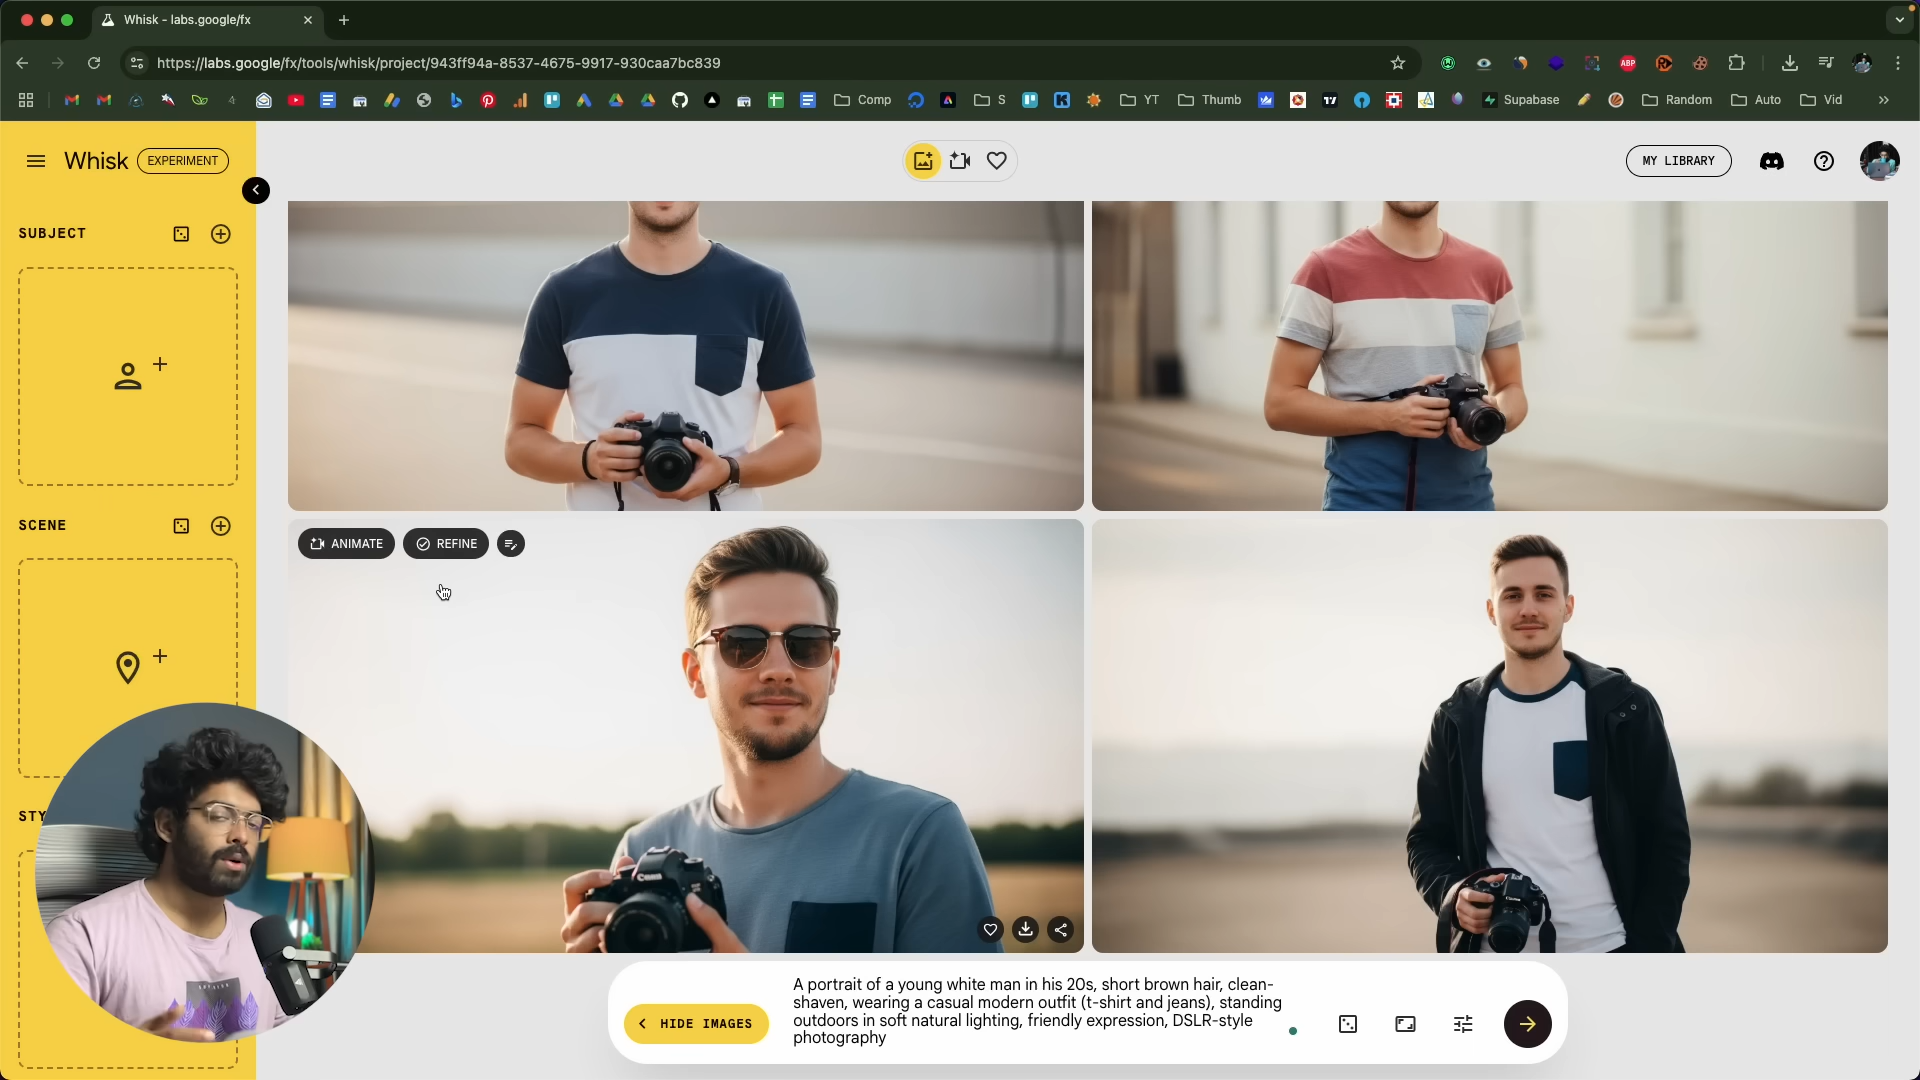 Whisk - labs.google/fx
https://labs.google/fx/tools/whisk/project/943ff94a-8537-4675-9917-930caa7bc839
ABP
Comp
S
YT
Thumb
Supabase
Random
Auto
Vid
Whisk
EXPERIMENT
MY LIBRARY
SUBJECT
SCENE
STY
ANIMATE
REFINE
Canon
HIDE IMAGES
A portrait of a young white man in his 20s, short brown hair, clean-
shaven, wearing a casual modern outfit (t-shirt and jeans), standing
outdoors in soft natural lighting, friendly expression, DSLR-style
photography